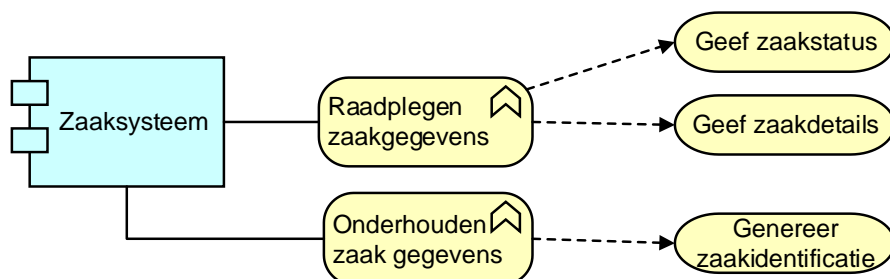 Geef zaakstatus
Zaaksysteem
Raadplegen
zaakgegevens
Geef zaakdetails
Onderhouden
zaak gegevens
Genereer
zaakidentificatie